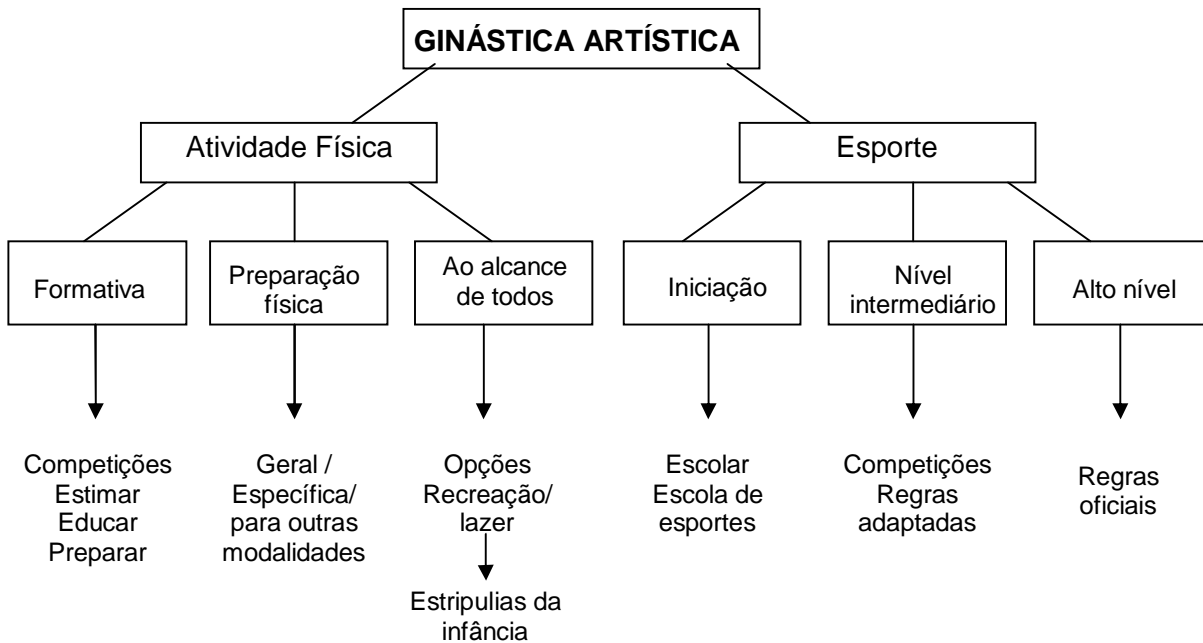 GINÁSTICA ARTÍSTICA
Atividade Física
Esporte
Formativa
Preparação
física
Ao alcance
de todos
Iniciação
Nível
intermediário
Alto nível
Competições
Estimar
Educar
Preparar
Geral /
Específica/
para outras
modalidades
Opções
Recreação/
lazer
Estripulias da
infância
Escolar
Escola de
esportes
Competições
Regras
adaptadas
Regras
oficiais